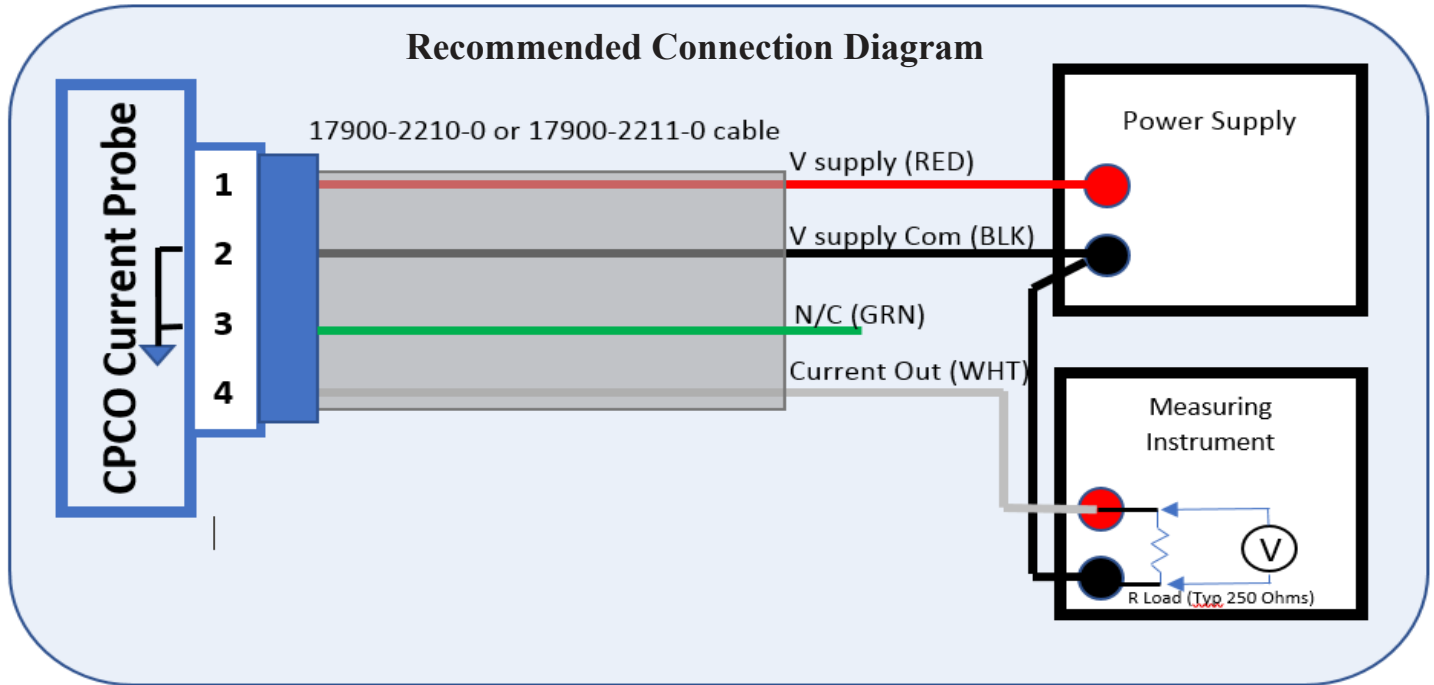 Recommended Connection Diagram
CPCO Current Probe
1
2
3
4
17900-2210-0 or 17900-2211-0 cable
V supply (RED)
V supply Com (BLK)
N/C (GRN)
Current Out (WHT)
Power Supply
Measuring
Instrument
V
R Load (Typ 250 Ohms)